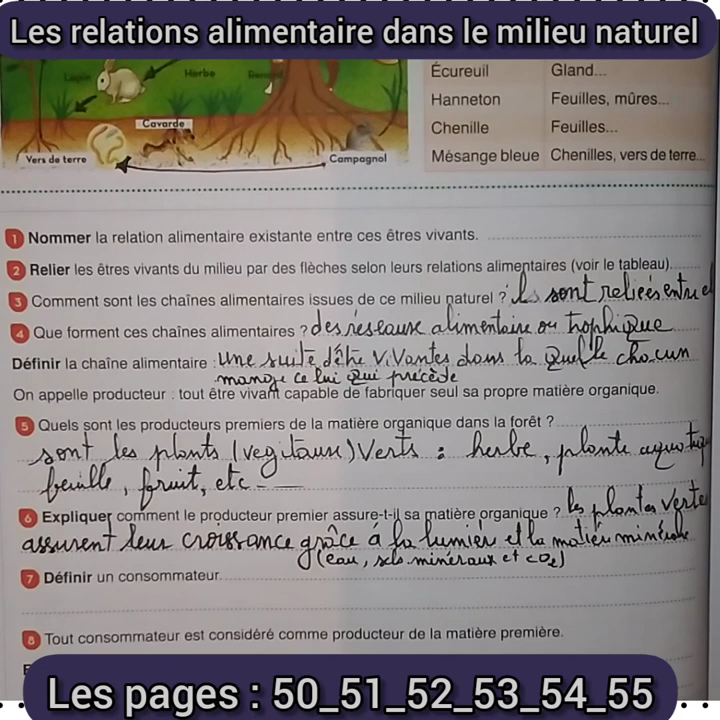 Les relations alimentaire dans le milieu naturel
Lapin Herbe Renard
Cavarde
Vers de terre
Campagnol
Écureuil Gland...
Hanneton Feuilles, mûres...
Chenille Feuilles...
Mésange bleue Chenilles, vers de terre...
1 Nommer la relation alimentaire existante entre ces êtres vivants.
2 Relier les êtres vivants du milieu par des flèches selon leurs relations alimentaires (voir le tableau).
3 Comment sont les chaînes alimentaires issues de ce milieu naturel ? sont reliées entre
4 Que forment ces chaînes alimentaires ? des réseaux alimentaire ou trophique
Définir la chaîne alimentaire : Une suite d'être Vivantes dans la Quelle chacun
mange ce lui qui précède
On appelle producteur : tout être vivant capable de fabriquer seul sa propre matière organique.
5 Quels sont les producteurs premiers de la matière organique dans la forêt ?
sont les plants (végitaux) Verts : herbe, plante aquatiq
feuille, fruit, etc
6 Expliquer comment le producteur premier assure-t-il sa matière organique ? les plantes verte
assurent leur croissance grâce à la lumièr et la matièr minérale
(eau, sels minéraux et co2)
7 Définir un consommateur.
8 Tout consommateur est considéré comme producteur de la matière première.
Les pages : 50_51_52_53_54_55